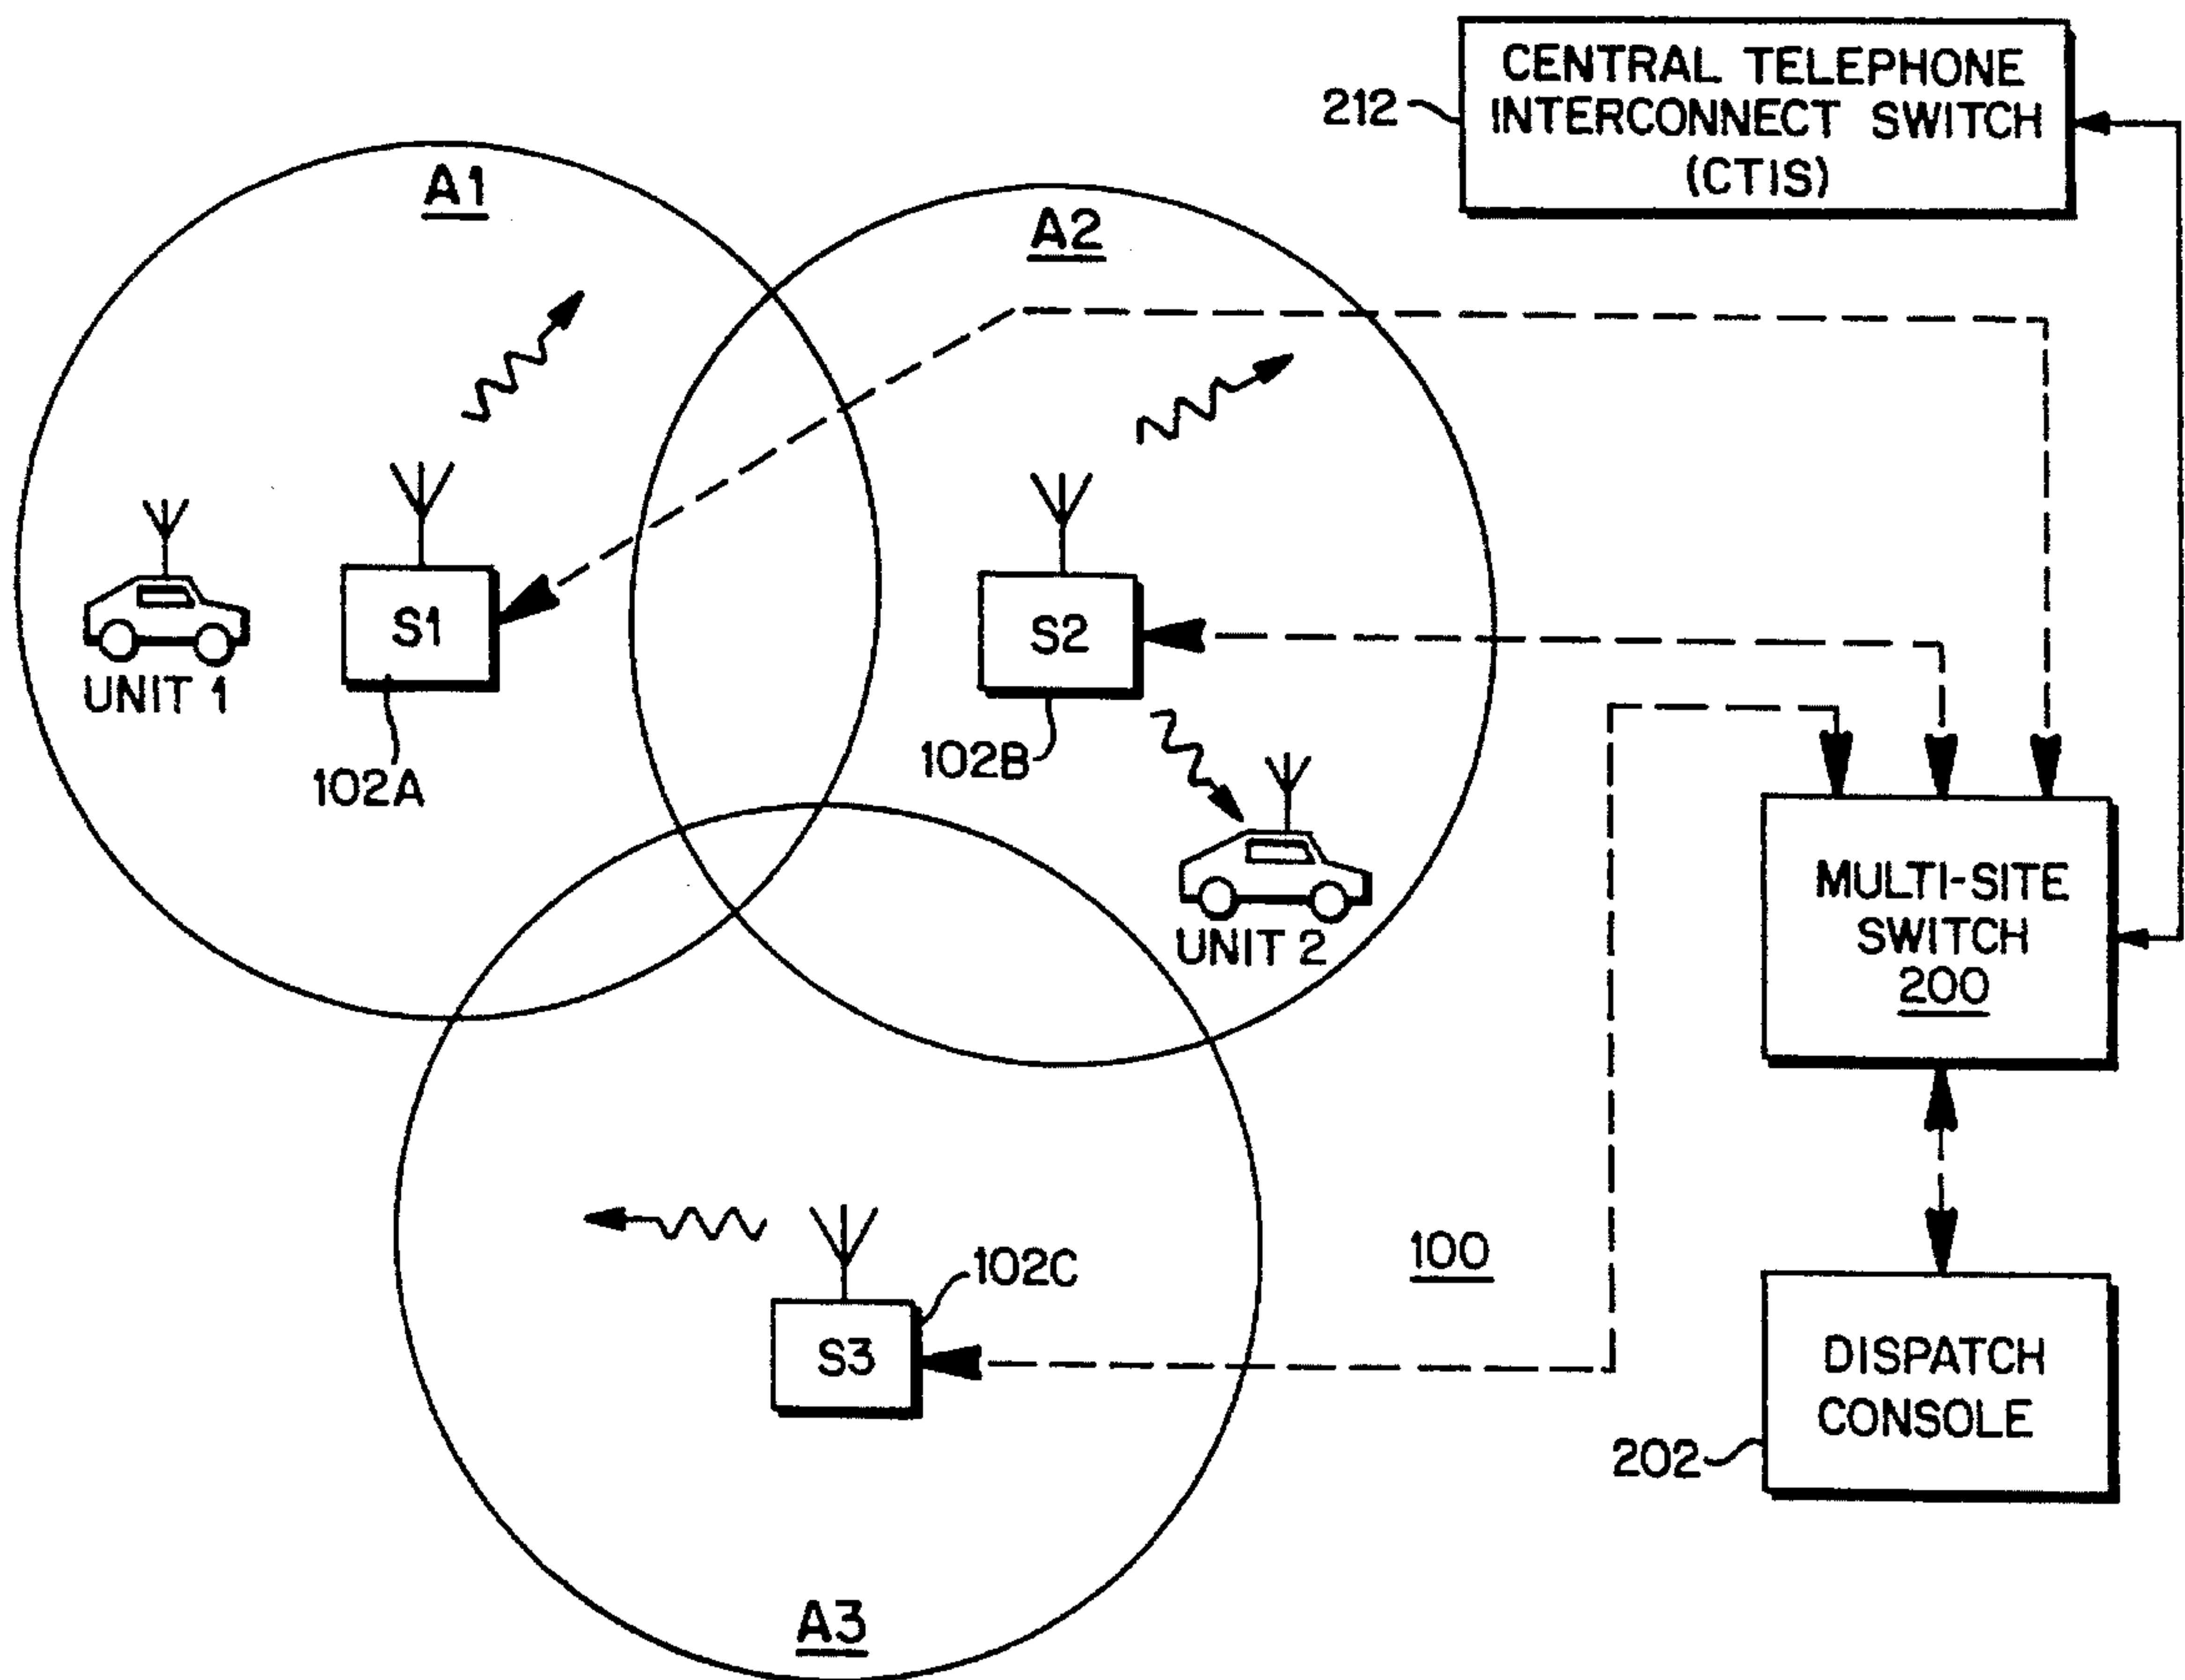 CENTRAL TELEPHONE
INTERCONNECT SWITCH
(CTIS)
212
A1
A2
S1
UNIT 1
102A
S2
102B
UNIT 2
MULTI-SITE
SWITCH
200
102C
S3
100
DISPATCH
CONSOLE
202
A3